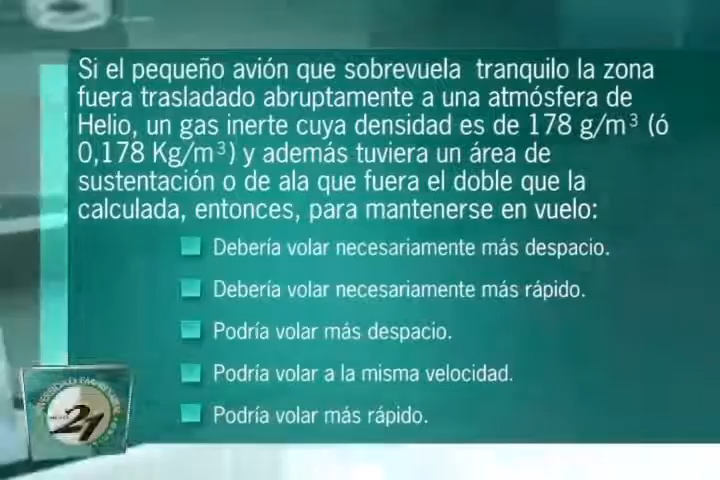 Si el pequeño avión que sobrevuela tranquilo la zona
fuera trasladado abruptamente a una atmósfera de
Helio, un gas inerte cuya densidad es de 178 g/m³ (ó
0,178 Kg/m³) y además tuviera un área de
sustentación o de ala que fuera el doble que la
calculada, entonces, para mantenerse en vuelo:
Debería volar necesariamente más despacio.
Debería volar necesariamente más rápido.
Podría volar más despacio.
Podría volar a la misma velocidad.
Podría volar más rápido.
21